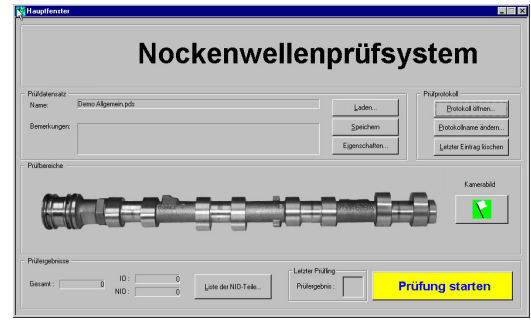 Hauptfenster
Nockenwellenprüfsystem
Prüfdatensatz
Name: Demo Allgemein.pds
Laden...
Bemerkungen:
Speichern
Eigenschaften...
Prüfprotokoll
Protokoll öffnen...
Protokollname ändern...
Letzter Eintrag löschen
Prüfbereiche
Kamerabild
Prüfergebnisse
Gesamt: 0
IO: 0
NIO: 0
Liste der NIO-Teile...
Letzter Prüfling
Prüfergebnis:
Prüfung starten